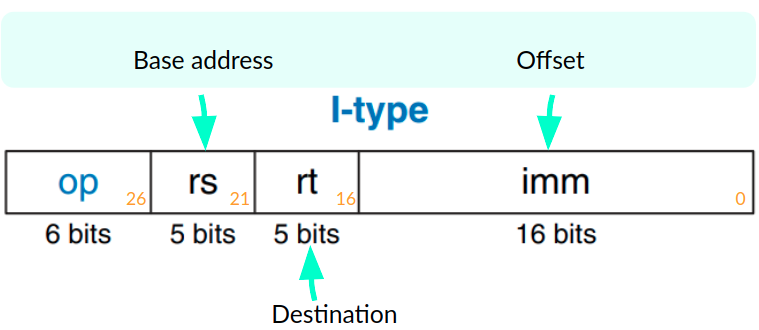 Base address Offset
I-type
op 26 rs 21 rt 16 imm 0
6 bits 5 bits 5 bits 16 bits
Destination